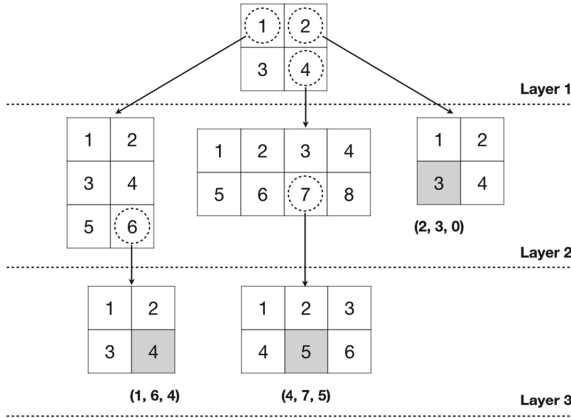 1 2
3 4
Layer 1
1 2
3 4
5 6
1 2 3 4
5 6 7 8
1 2
3 4
(2, 3, 0)
Layer 2
1 2
3 4
(1, 6, 4)
1 2 3
4 5 6
(4, 7, 5)
Layer 3